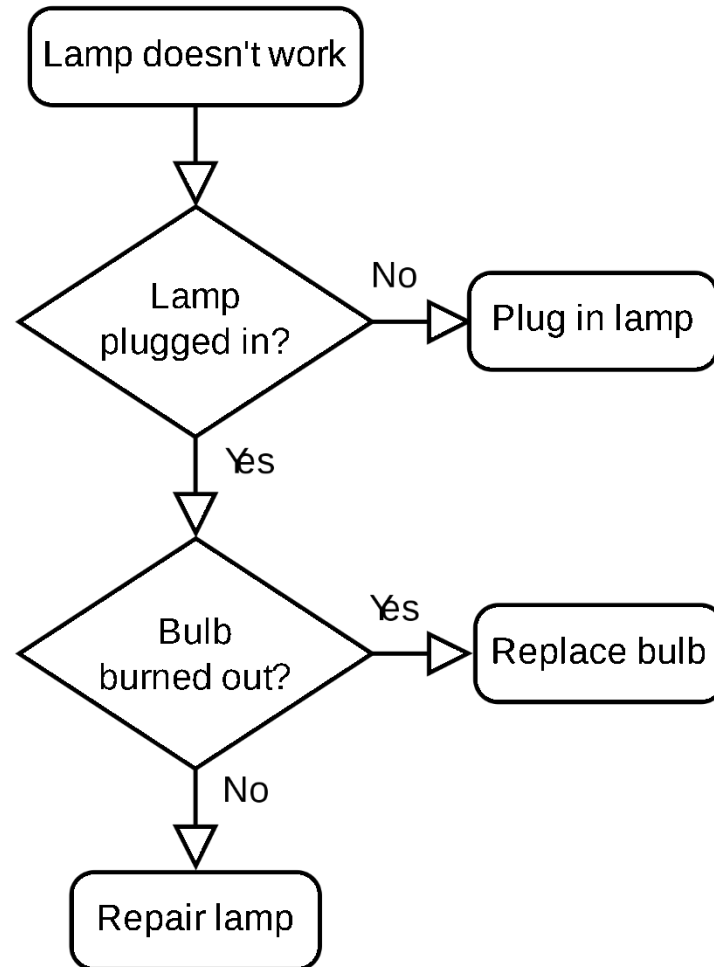 Lamp doesn't work
Lamp
plugged in?
No
Plug in lamp
Yes
Bulb
burned out?
Yes
Replace bulb
No
Repair lamp